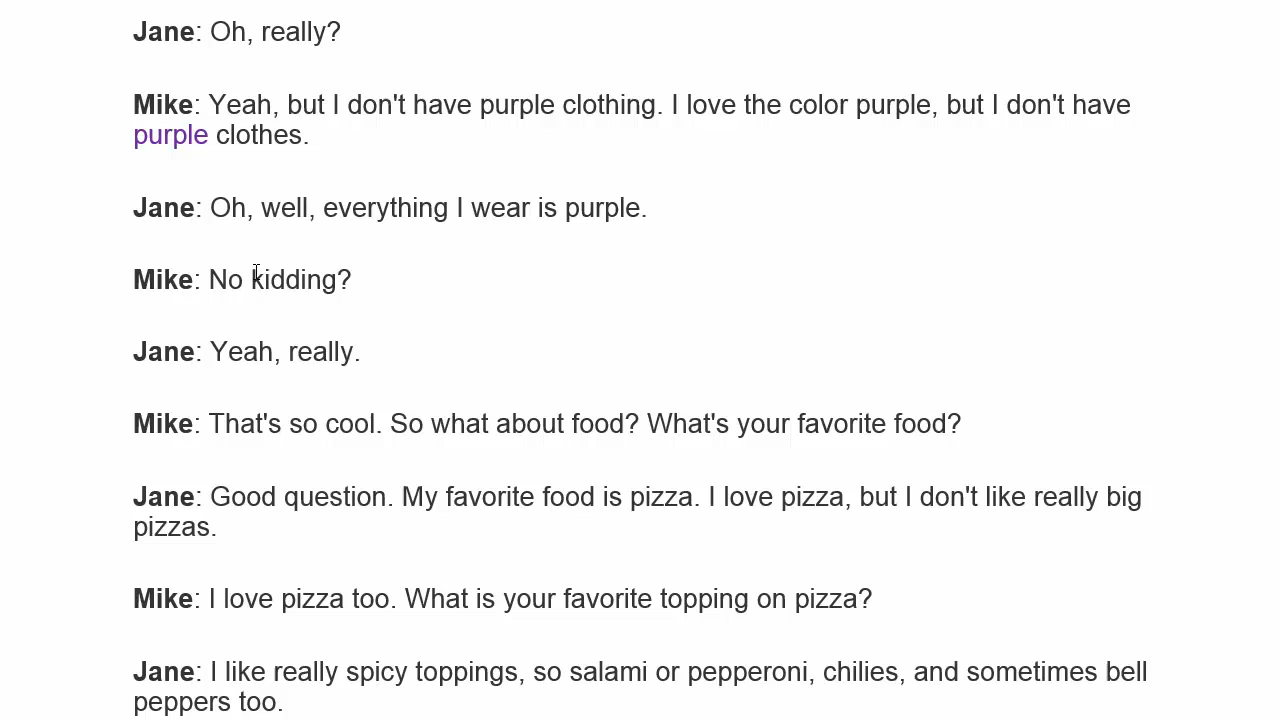 Jane: Oh, really?
Mike: Yeah, but I don't have purple clothing. I love the color purple, but I don't have
purple clothes.
Jane: Oh, well, everything I wear is purple.
Mike: No kidding?
Jane: Yeah, really.
Mike: That's so cool. So what about food? What's your favorite food?
Jane: Good question. My favorite food is pizza. I love pizza, but I don't like really big
pizzas.
Mike: I love pizza too. What is your favorite topping on pizza?
Jane: I like really spicy toppings, so salami or pepperoni, chilies, and sometimes bell
peppers too.